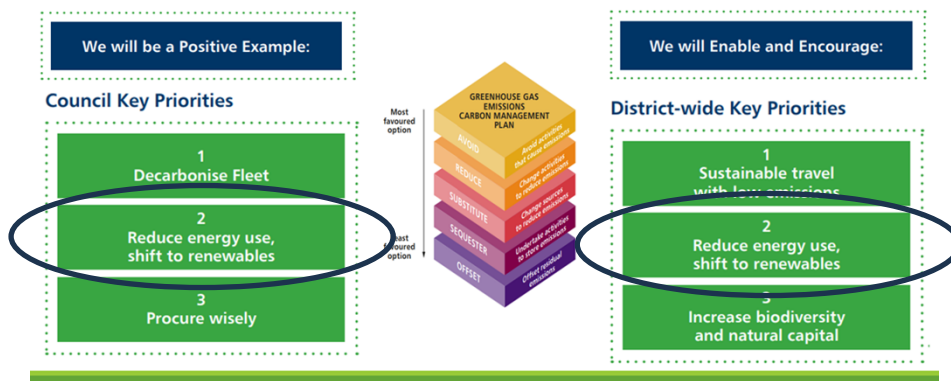 We will be a Positive Example:
Council Key Priorities
1
Decarbonise Fleet
2
Reduce energy use,
shift to renewables
3
Procure wisely
Most
favoured
option
Least
favoured
option
GREENHOUSE GAS
EMISSIONS
CARBON MANAGEMENT
PLAN
AVOID
Avoid activities
that cause emissions
REDUCE
Change activities
to reduce emissions
SUBSTITUTE
Change sources
to reduce emissions
SEQUESTER
Undertake activities
to store emissions
OFFSET
Offset residual
emissions
We will Enable and Encourage:
District-wide Key Priorities
1
Sustainable travel
with low emissions
2
Reduce energy use,
shift to renewables
3
Increase biodiversity
and natural capital